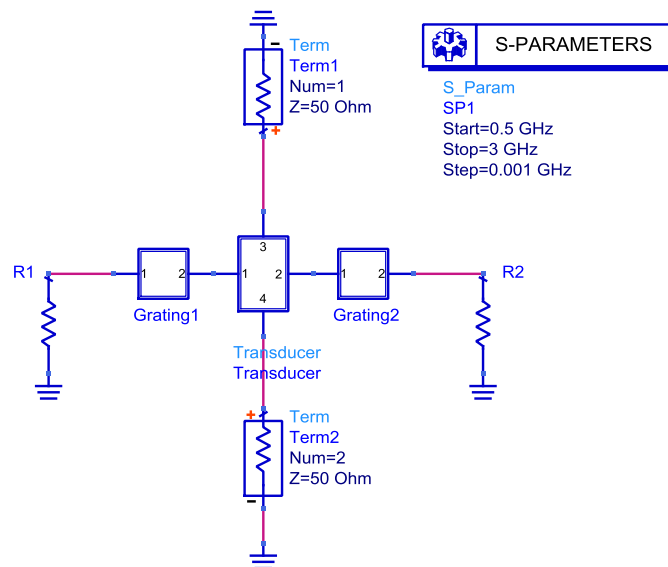 Term
Term1
Num=1
Z=50 Ohm
S-PARAMETERS
S_Param
SP1
Start=0.5 GHz
Stop=3 GHz
Step=0.001 GHz
R1
1 2
Grating1
3
1 2
4
1 2
Grating2
R2
Transducer
Transducer
Term
Term2
Num=2
Z=50 Ohm